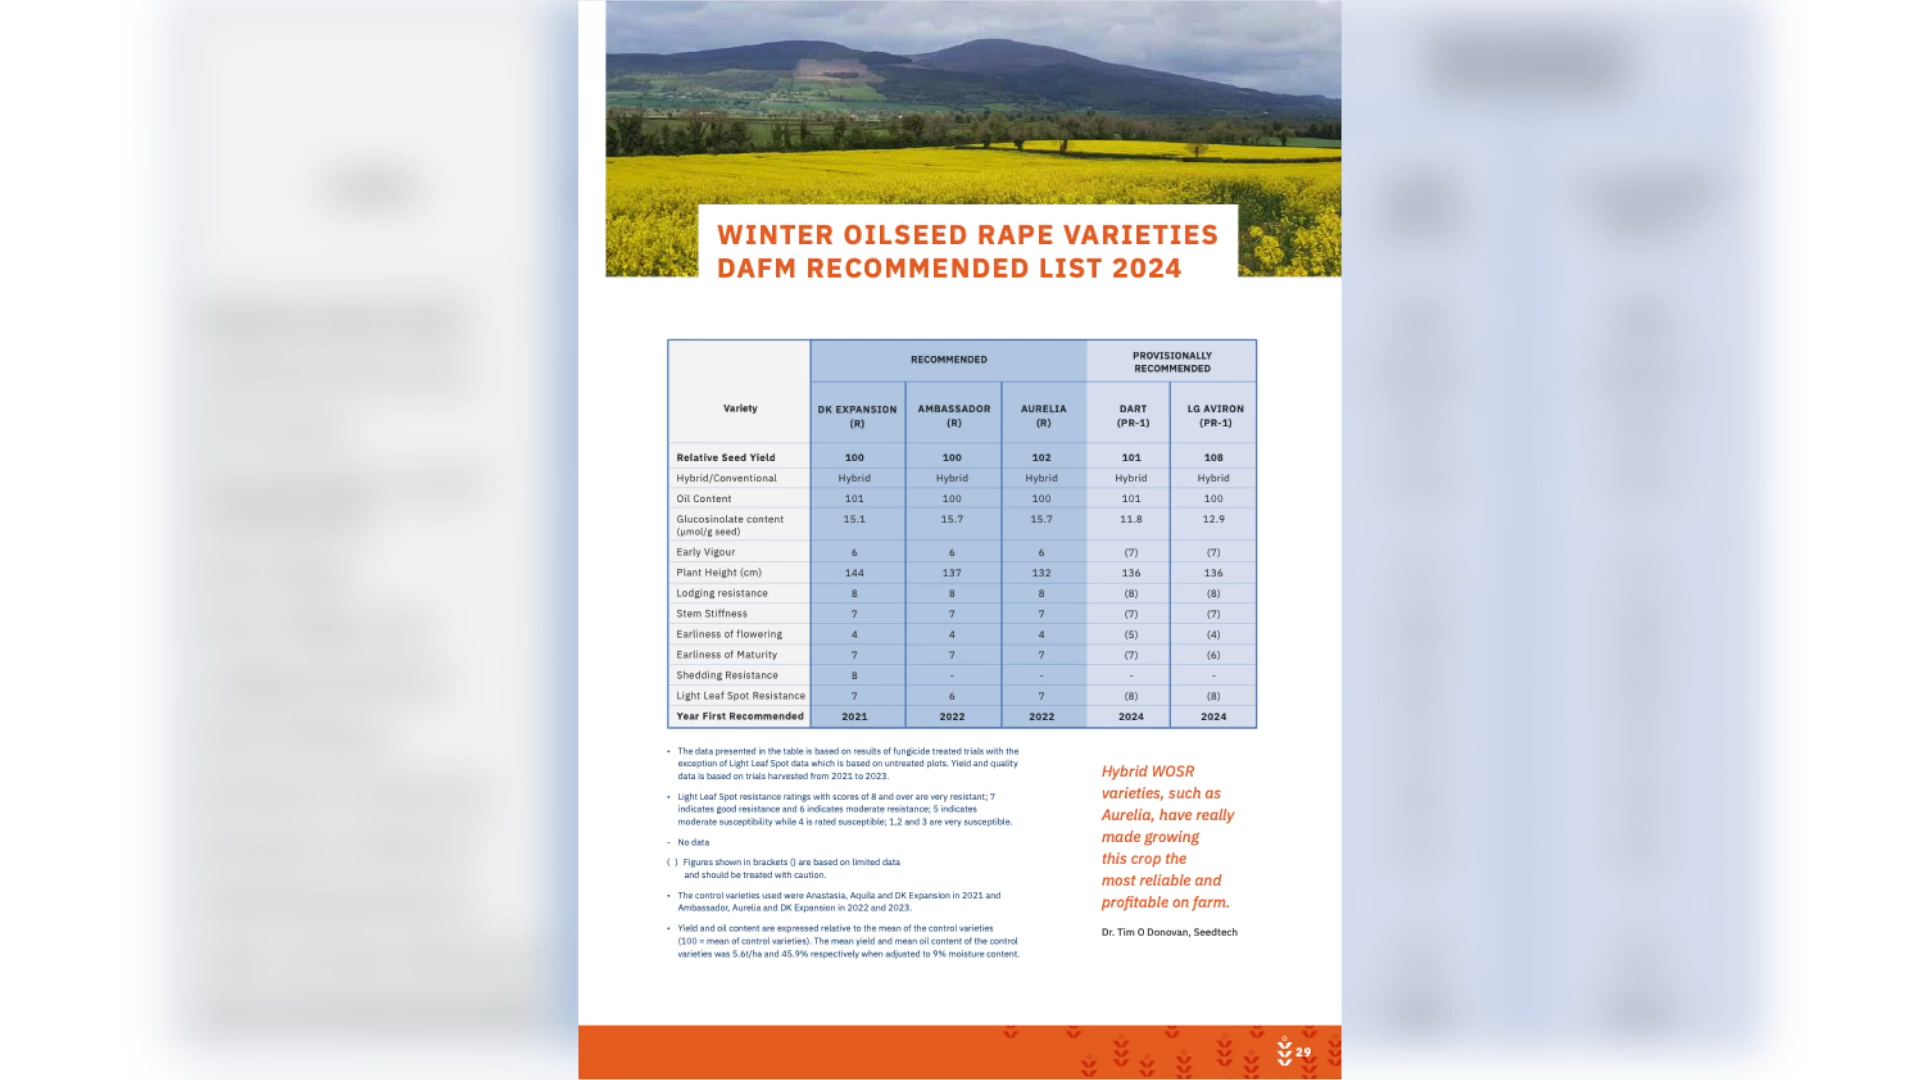 WINTER OILSEED RAPE VARIETIES
DAFM RECOMMENDED LIST 2024
RECOMMENDED
PROVISIONALLY
RECOMMENDED
Variety
DK EXPANSION
(R)
AMBASSADOR
(R)
AURELIA
(R)
DART
(PR-1)
LG AVIRON
(PR-1)
Relative Seed Yield 100 100 102 101 108
Hybrid/Conventional Hybrid Hybrid Hybrid Hybrid Hybrid
Oil Content 101 100 100 101 100
Glucosinolate content 15.1 15.7 15.7 11.8 12.9
(µmol/g seed)
Early Vigour 6 6 6 (7) (7)
Plant Height (cm) 144 137 132 136 136
Lodging resistance 8 8 8 (8) (8)
Stem Stiffness 7 7 7 (7) (7)
Earliness of flowering 4 4 4 (5) (4)
Earliness of Maturity 7 7 7 (7) (6)
Shedding Resistance 8 - - - -
Light Leaf Spot Resistance 7 6 7 (8) (8)
Year First Recommended 2021 2022 2022 2024 2024
• The data presented in the table is based on results of fungicide treated trials with the
exception of Light Leaf Spot data which is based on untreated plots. Yield and quality
data is based on trials harvested from 2021 to 2023.
• Light Leaf Spot resistance ratings with scores of 8 and over are very resistant; 7
indicates good resistance and 6 indicates moderate resistance; 5 indicates
moderate susceptibility while 4 is rated susceptible; 1,2 and 3 are very susceptible.
- No data
( ) Figures shown in brackets () are based on limited data
and should be treated with caution.
• The control varieties used were Anastasia, Aquila and DK Expansion in 2021 and
Ambassador, Aurelia and DK Expansion in 2022 and 2023.
• Yield and oil content are expressed relative to the mean of the control varieties
(100 = mean of control varieties). The mean yield and mean oil content of the control
varieties was 5.6t/ha and 45.9% respectively when adjusted to 9% moisture content.
Hybrid WOSR
varieties, such as
Aurelia, have really
made growing
this crop the
most reliable and
profitable on farm.
Dr. Tim O Donovan, Seedtech
29